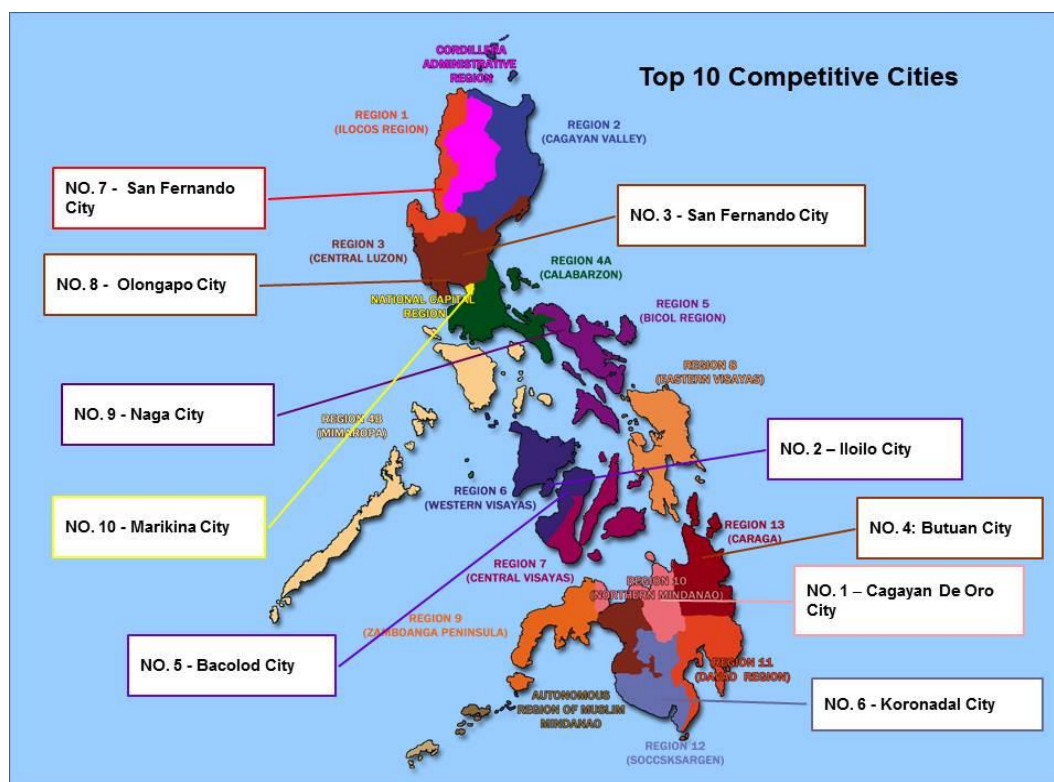 Top 10 Competitive Cities
CORDILLERA
ADMINISTRATIVE
REGION
REGION 1
(ILOCOS REGION)
REGION 2
(CAGAYAN VALLEY)
NO. 7 - San Fernando
City
NO. 3 - San Fernando City
REGION 3
(CENTRAL LUZON)
REGION 4A
(CALABARZON)
NO. 8 - Olongapo City
NATIONAL CAPITAL
REGION
REGION 5
(BICOL REGION)
REGION 8
(EASTERN VISAYAS)
NO. 9 - Naga City
REGION 4B
(MIMAROPA)
NO. 2 – Iloilo City
REGION 6
(WESTERN VISAYAS)
NO. 10 - Marikina City
REGION 13
(CARAGA)
NO. 4: Butuan City
REGION 7
(CENTRAL VISAYAS)
REGION 10
(NORTHERN MINDANAO)
NO. 1 – Cagayan De Oro
City
REGION 9
(ZAMBOANGA PENINSULA)
NO. 5 - Bacolod City
REGION 11
(DAVAO REGION)
AUTONOMOUS
REGION OF MUSLIM
MINDANAO
NO. 6 - Koronadal City
REGION 12
(SOCCSKSARGEN)